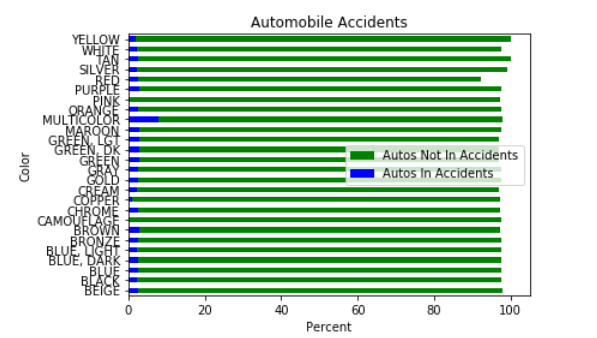 Automobile Accidents
YELLOW
WHITE
TAN
SILVER
RED
PURPLE
PINK
ORANGE
MULTICOLOR
MAROON
GREEN, LGT
GREEN, DK
GREEN
GRAY
GOLD
CREAM
COPPER
CHROME
CAMOUFLAGE
BROWN
BRONZE
BLUE, LIGHT
BLUE, DARK
BLUE
BLACK
BEIGE
Color
Autos Not In Accidents
Autos In Accidents
0 20 40 60 80 100
Percent